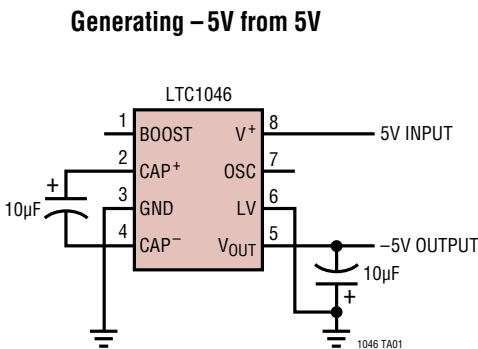 Generating –5V from 5V
LTC1046
1 BOOST V+ 8 5V INPUT
2 CAP+ OSC 7
+
10µF
3 GND LV 6
4 CAP– VOUT 5 –5V OUTPUT
10µF
+
1046 TA01